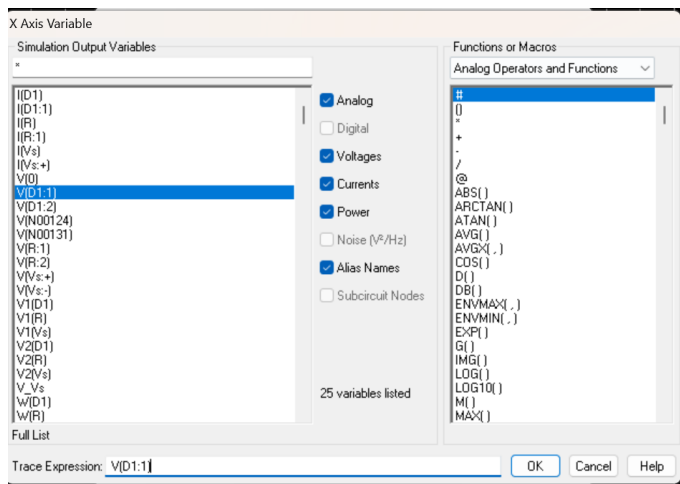 X Axis Variable
Simulation Output Variables
*
I(D1)
I(D1:1)
I(R)
I(R:1)
I(Vs)
I(Vs:+)
V(0)
V(D1:1)
V(D1:2)
V(N00124)
V(N00131)
V(R:1)
V(R:2)
V(Vs:+)
V(Vs:-)
V1(D1)
V1(R)
V1(Vs)
V2(D1)
V2(R)
V2(Vs)
V_Vs
W(D1)
W(R)
Full List
Analog
Digital
Voltages
Currents
Power
Noise (V²/Hz)
Alias Names
Subcircuit Nodes
25 variables listed
Functions or Macros
Analog Operators and Functions
#
()
*
+
-
/
@
ABS( )
ARCTAN( )
ATAN( )
AVG( )
AVGX( , )
COS( )
D( )
DB( )
ENVMAX( , )
ENVMIN( , )
EXP( )
G( )
IMG( )
LOG( )
LOG10( )
M( )
MAX( )
Trace Expression: V(D1:1)
OK
Cancel
Help